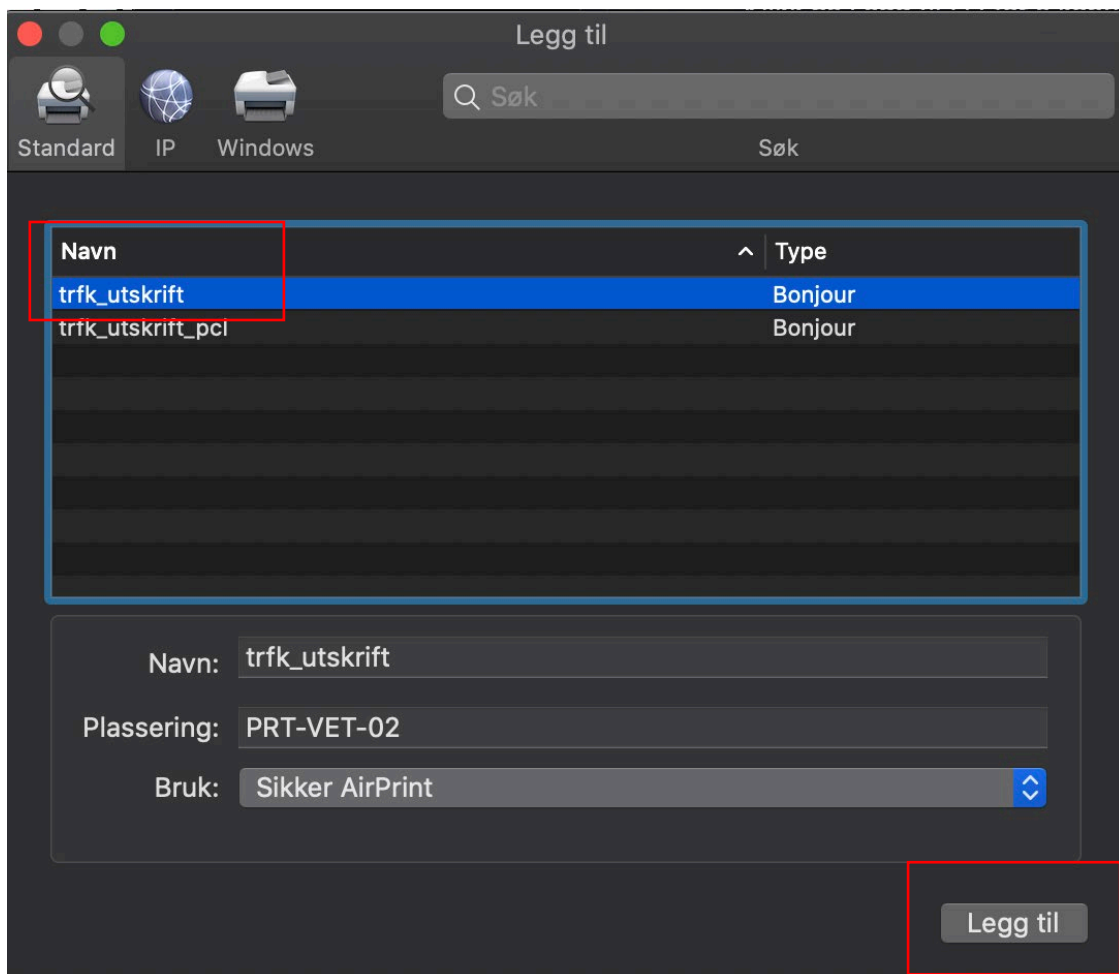 Legg til
Søk
Standard IP Windows Søk
Navn Type
trfk_utskrift Bonjour
trfk_utskrift_pcl Bonjour
Navn: trfk_utskrift
Plassering: PRT-VET-02
Bruk: Sikker AirPrint
Legg til